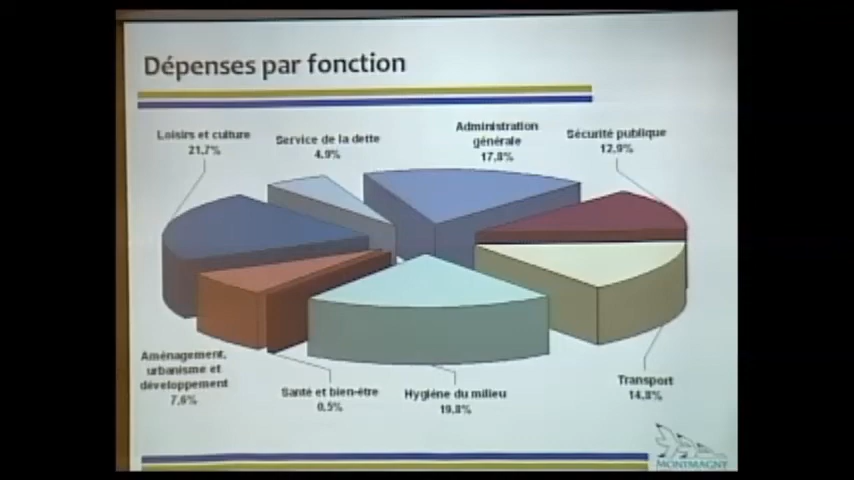 Dépenses par fonction
Loisirs et culture
21,7%
Service de la dette
4,9%
Administration
générale
17,8%
Sécurité publique
12,9%
Aménagement,
urbanisme et
développement
7,6%
Santé et bien-être
0,5%
Hygiène du milieu
19,8%
Transport
14,8%
MONTMAGNY